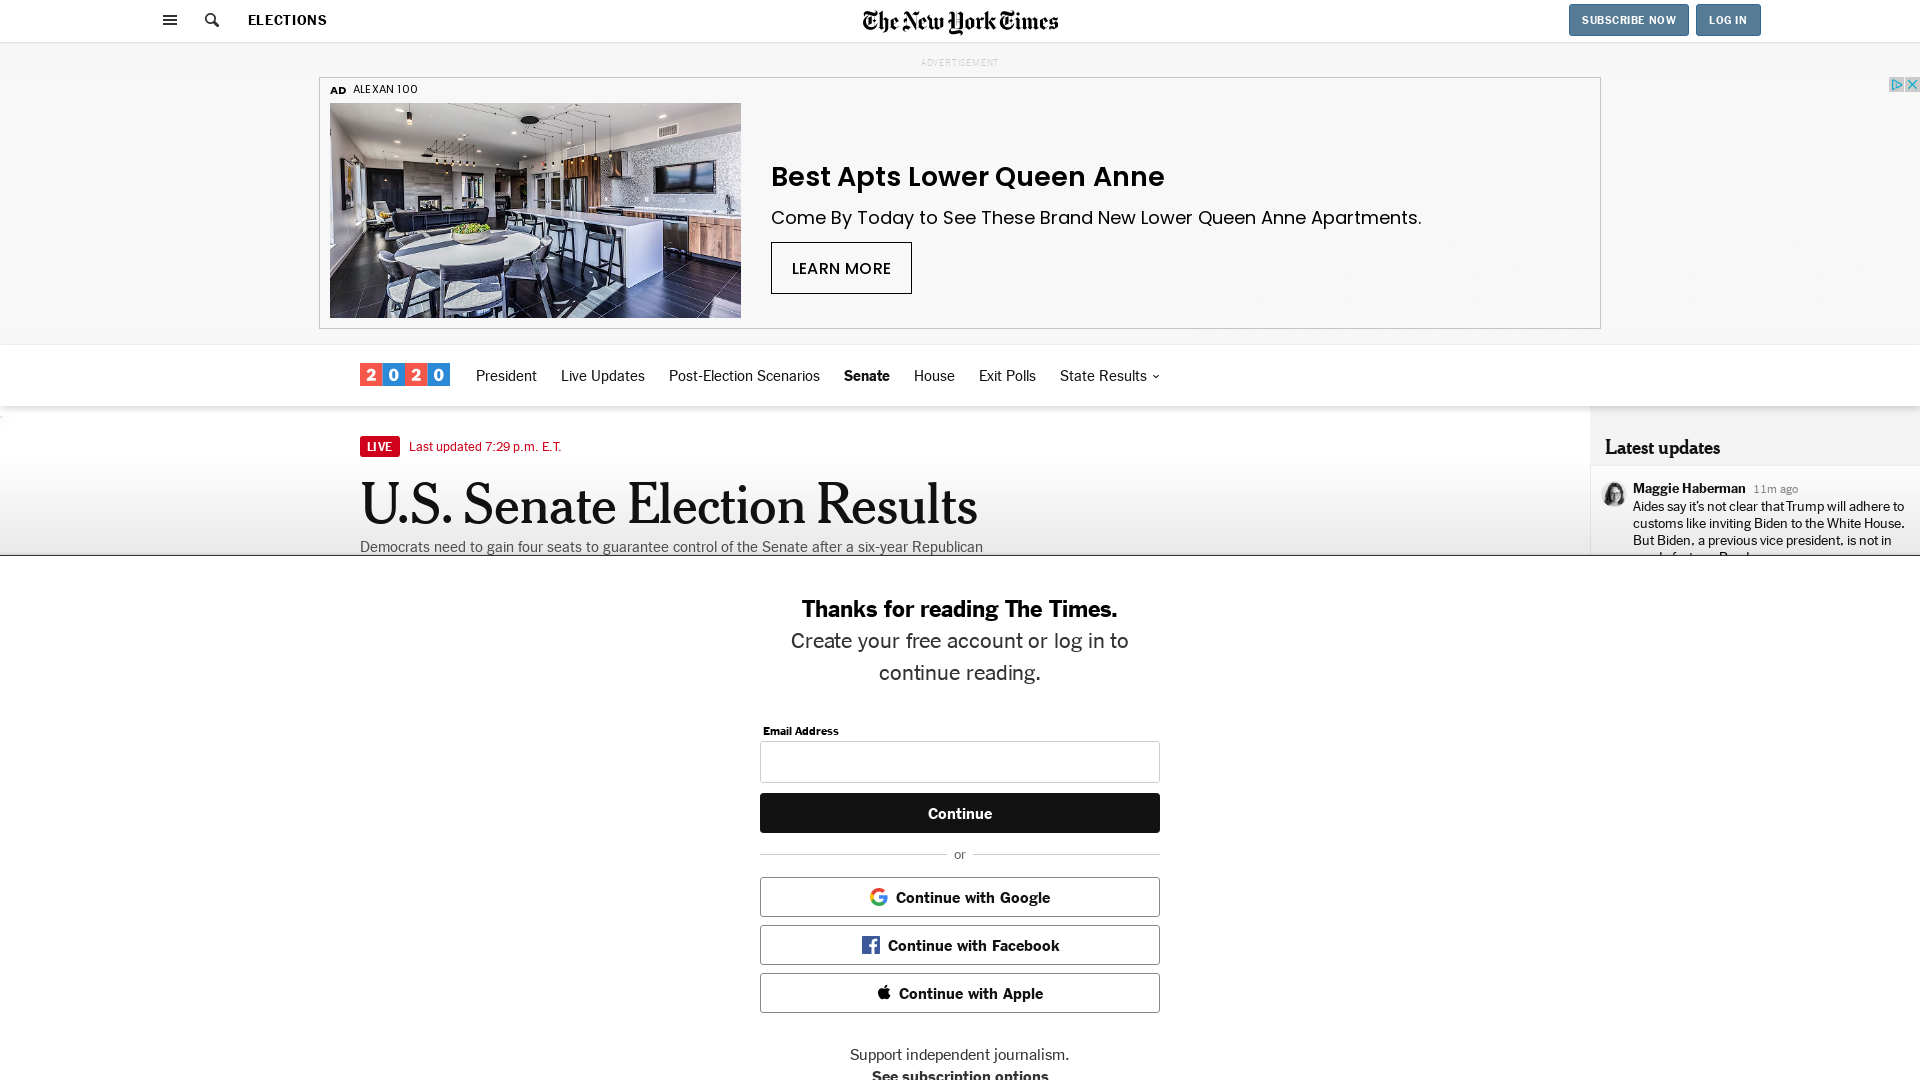 ELECTIONS
The New York Times
SUBSCRIBE NOW
LOG IN
ADVERTISEMENT
AD ALEXAN 100
Best Apts Lower Queen Anne
Come By Today to See These Brand New Lower Queen Anne Apartments.
LEARN MORE
2020
President
Live Updates
Post-Election Scenarios
Senate
House
Exit Polls
State Results
LIVE Last updated 7:29 p.m. E.T.
U.S. Senate Election Results
Democrats need to gain four seats to guarantee control of the Senate after a six-year Republican
Latest updates
Maggie Haberman 11m ago
Aides say it's not clear that Trump will adhere to
customs like inviting Biden to the White House.
But Biden, a previous vice president, is not in
Thanks for reading The Times.
Create your free account or log in to
continue reading.
Email Address
Continue
or
Continue with Google
Continue with Facebook
Continue with Apple
Support independent journalism.
See subscription options